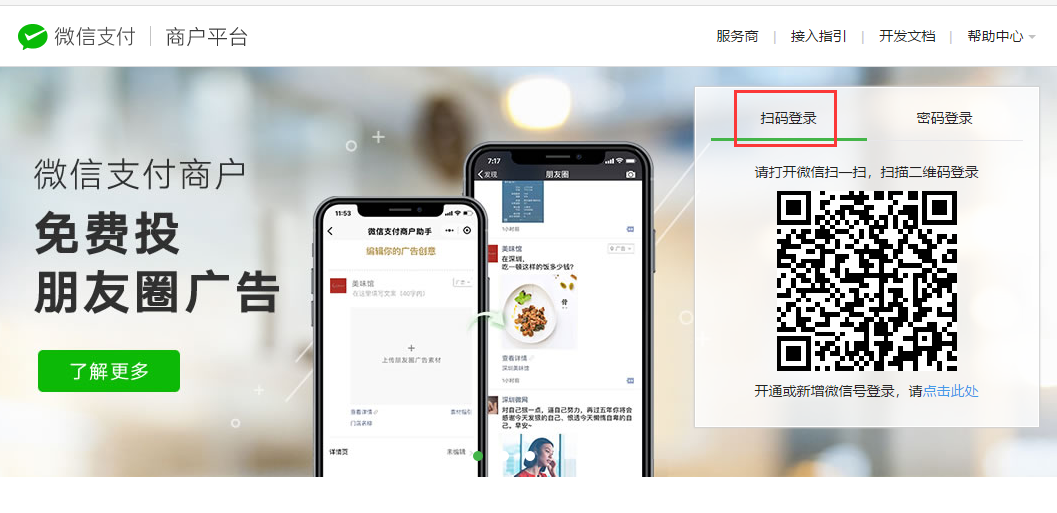 微信支付 商户平台
服务商 | 接入指引 | 开发文档 | 帮助中心
微信支付商户
免费投
朋友圈广告
了解更多
11:53
微信支付商户助手
编辑你的广告创意
美味馆
广告
在这里填写文案（40字内）
+
上传朋友圈广告素材
查看详情
素材指引
门店名称
详情页
未编辑
7:17
发现
朋友圈
1小时前
美味馆
广告
在深圳，
吃一顿这样的饭多少钱?
查看详情
深圳美味馆
1小时前
深圳微网
对自己狠一点，逼自己努力，再过五年你将会
感谢今天发狠的自己、恨透今天懒惰自卑的自
己。早安~
扫码登录
密码登录
请打开微信扫一扫，扫描二维码登录
开通或新增微信号登录，请点击此处